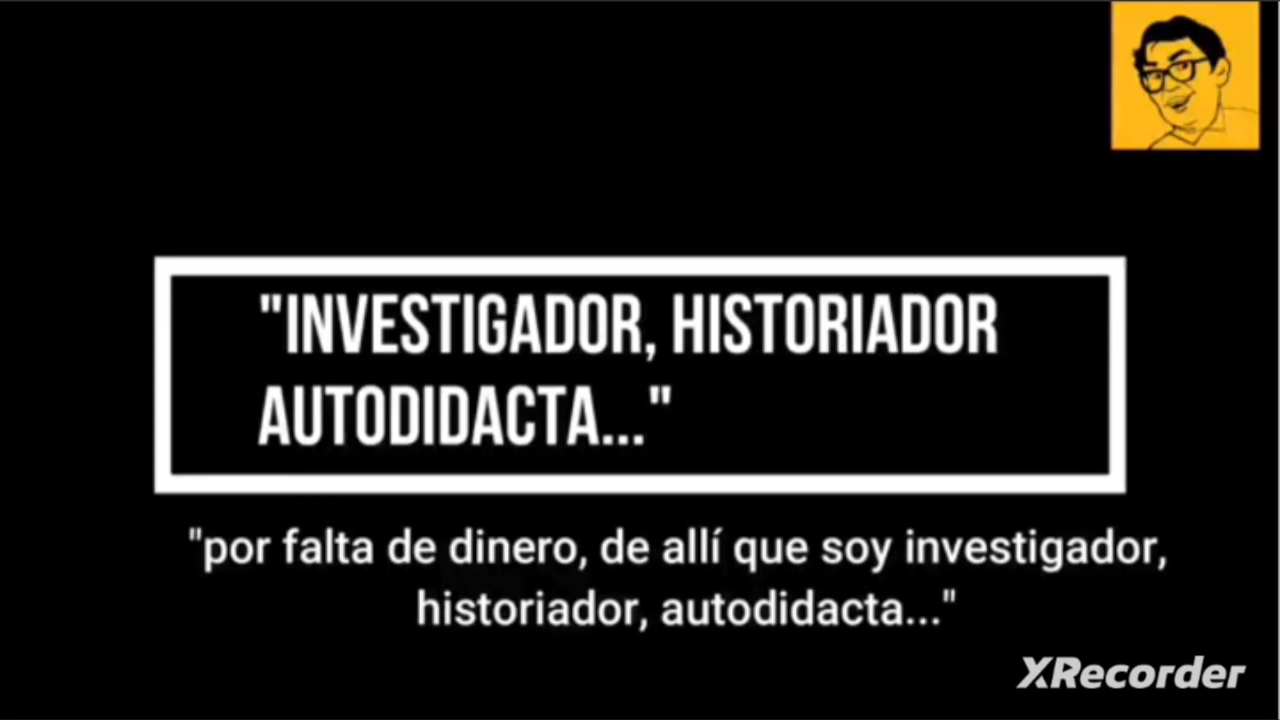 "INVESTIGADOR, HISTORIADOR
AUTODIDACTA..."
"por falta de dinero, de allí que soy investigador,
historiador, autodidacta..."
XRecorder